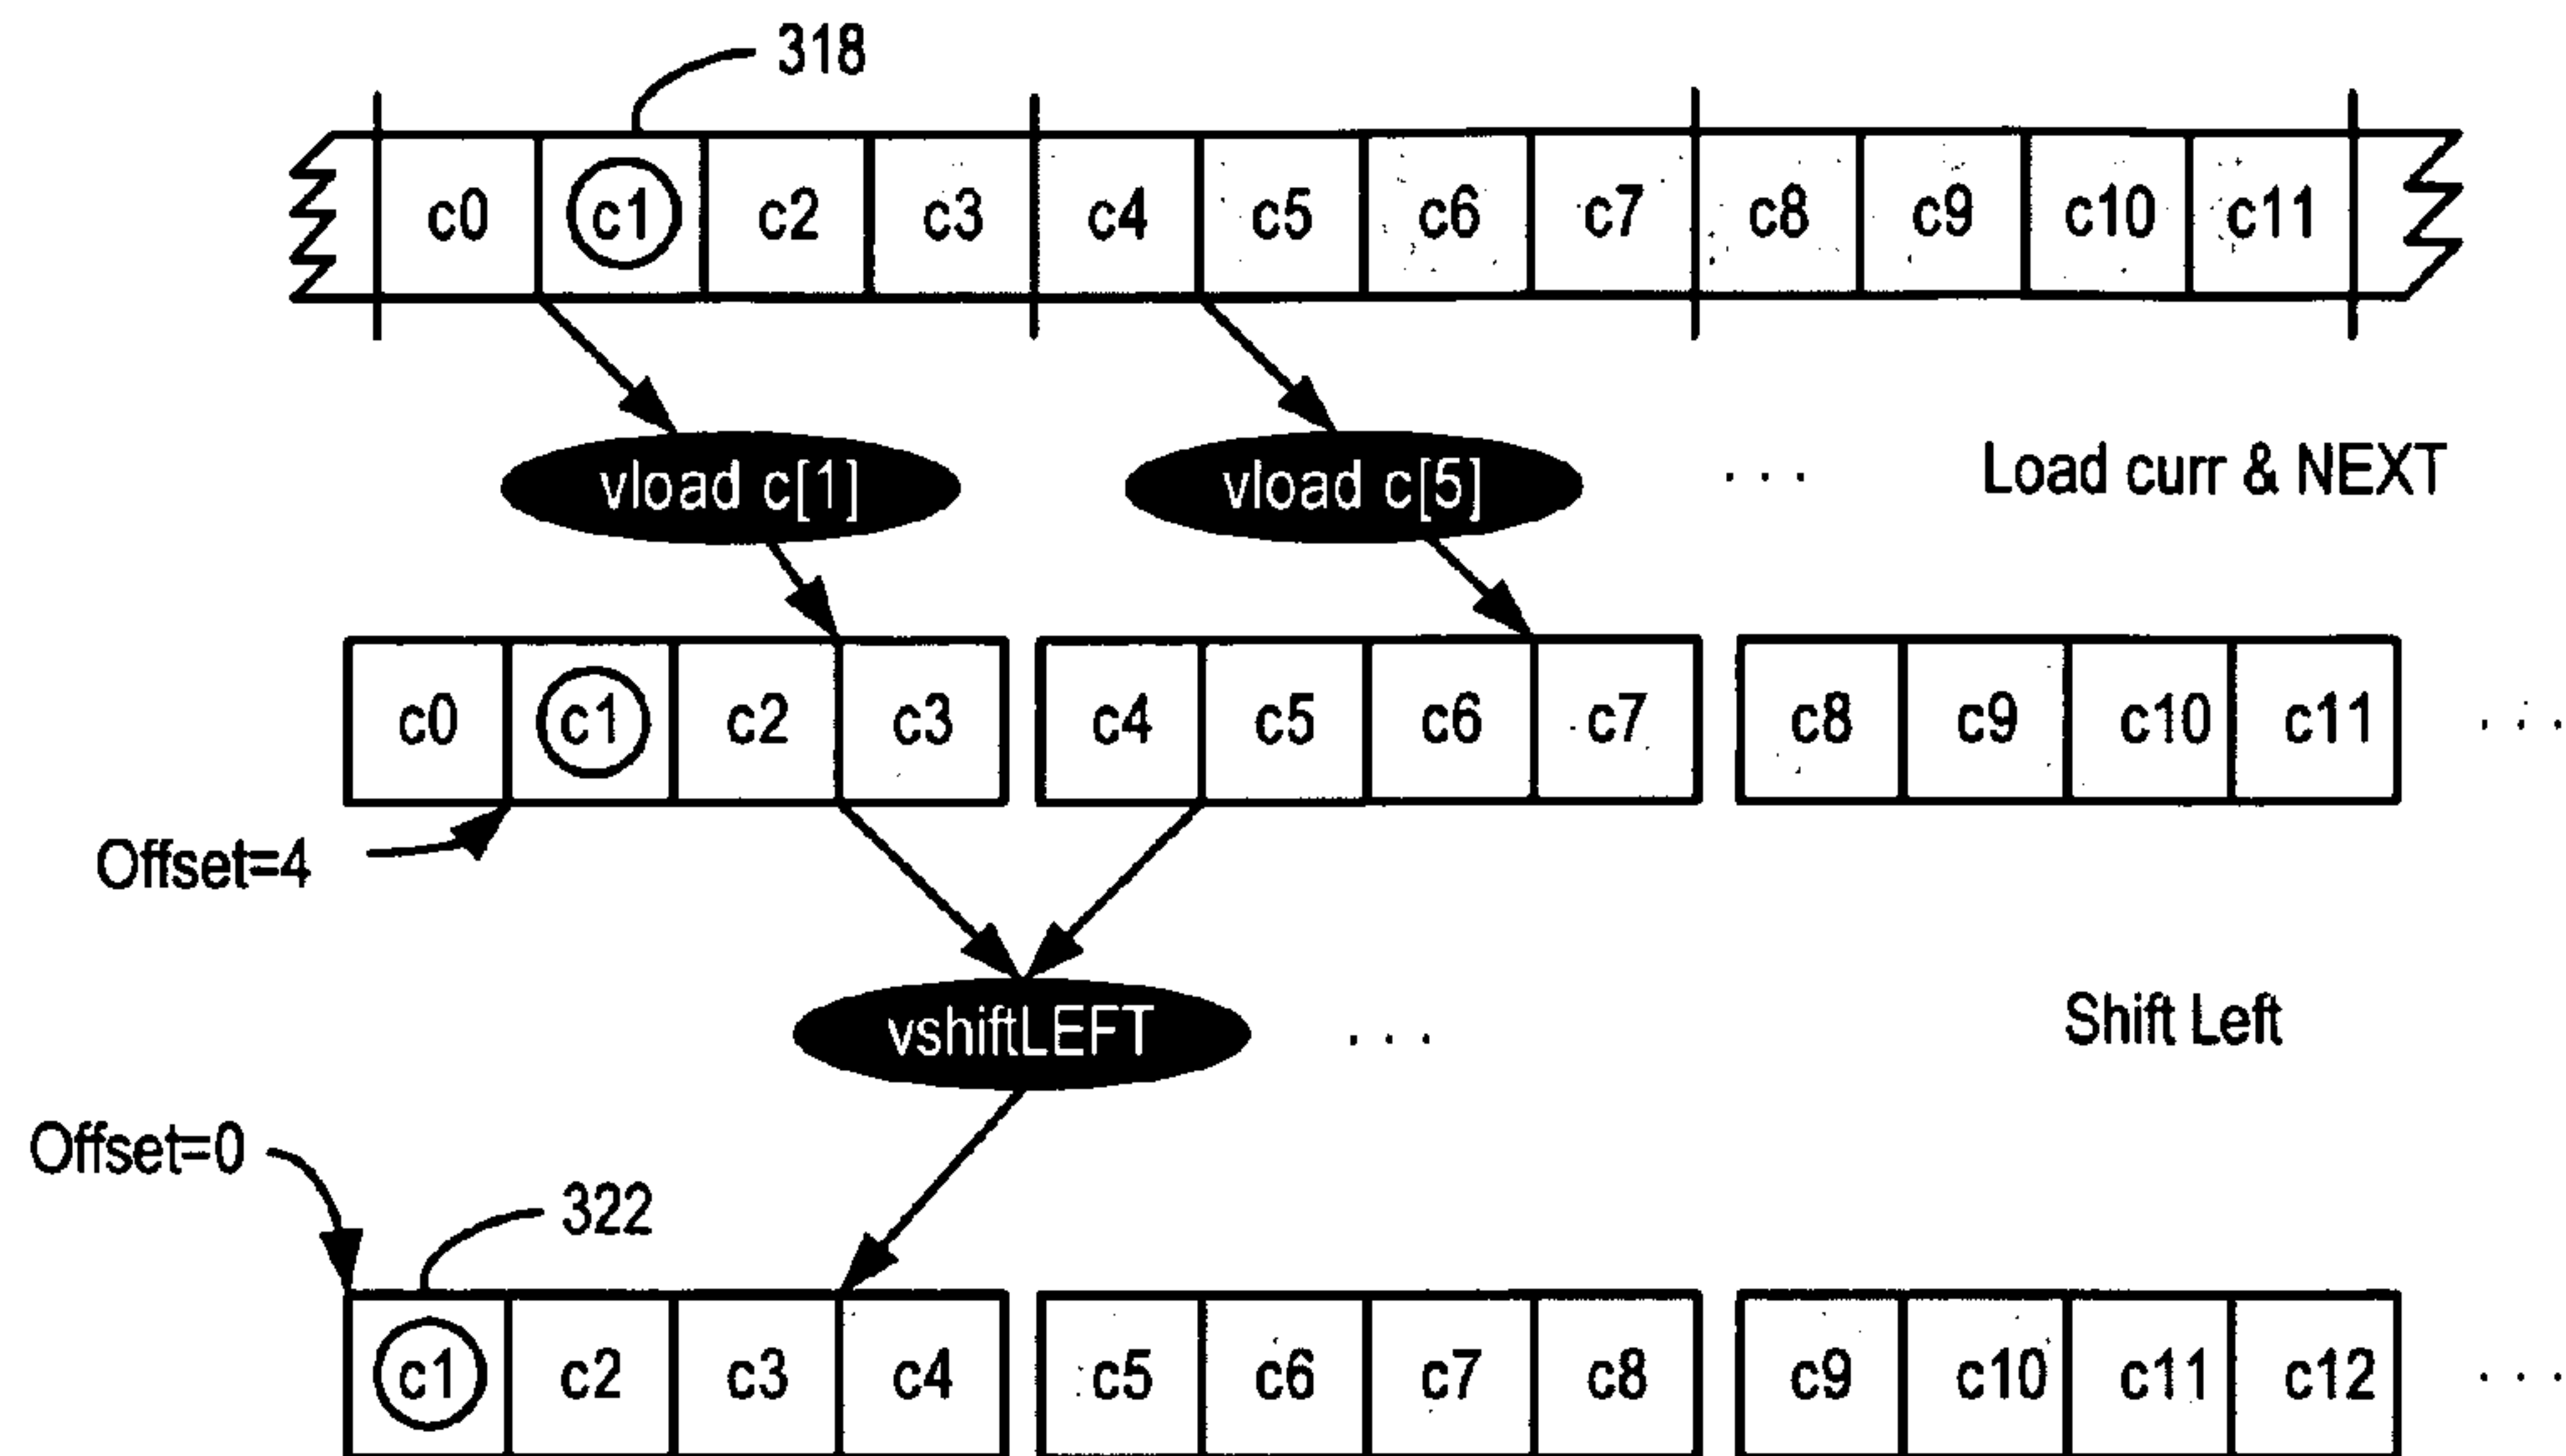 318
c0 c1 c2 c3 c4 c5 c6 c7 c8 c9 c10 c11
vload c[1] vload c[5] . . . Load curr & NEXT
c0 c1 c2 c3 c4 c5 c6 c7 c8 c9 c10 c11 . . .
Offset=4
vshiftLEFT . . . Shift Left
Offset=0
322
c1 c2 c3 c4 c5 c6 c7 c8 c9 c10 c11 c12 . . .